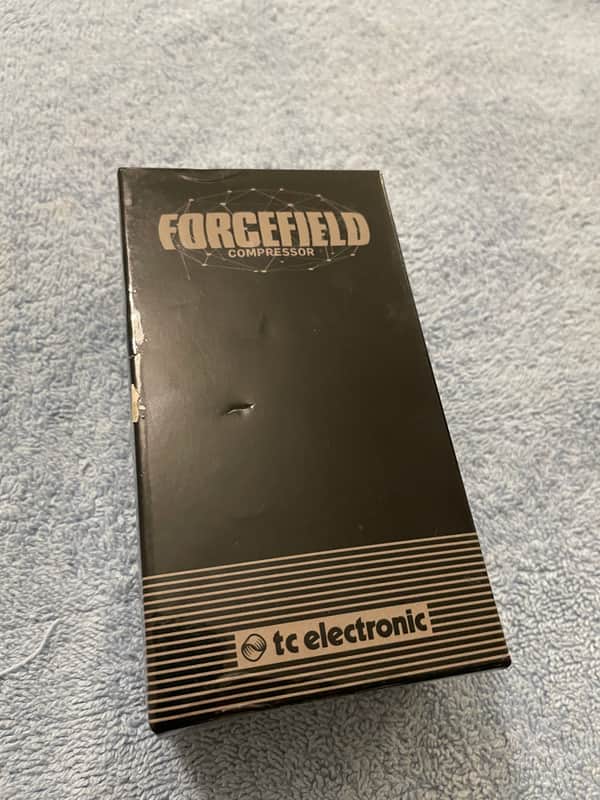 FORCEFIELD
COMPRESSOR
tc electronic